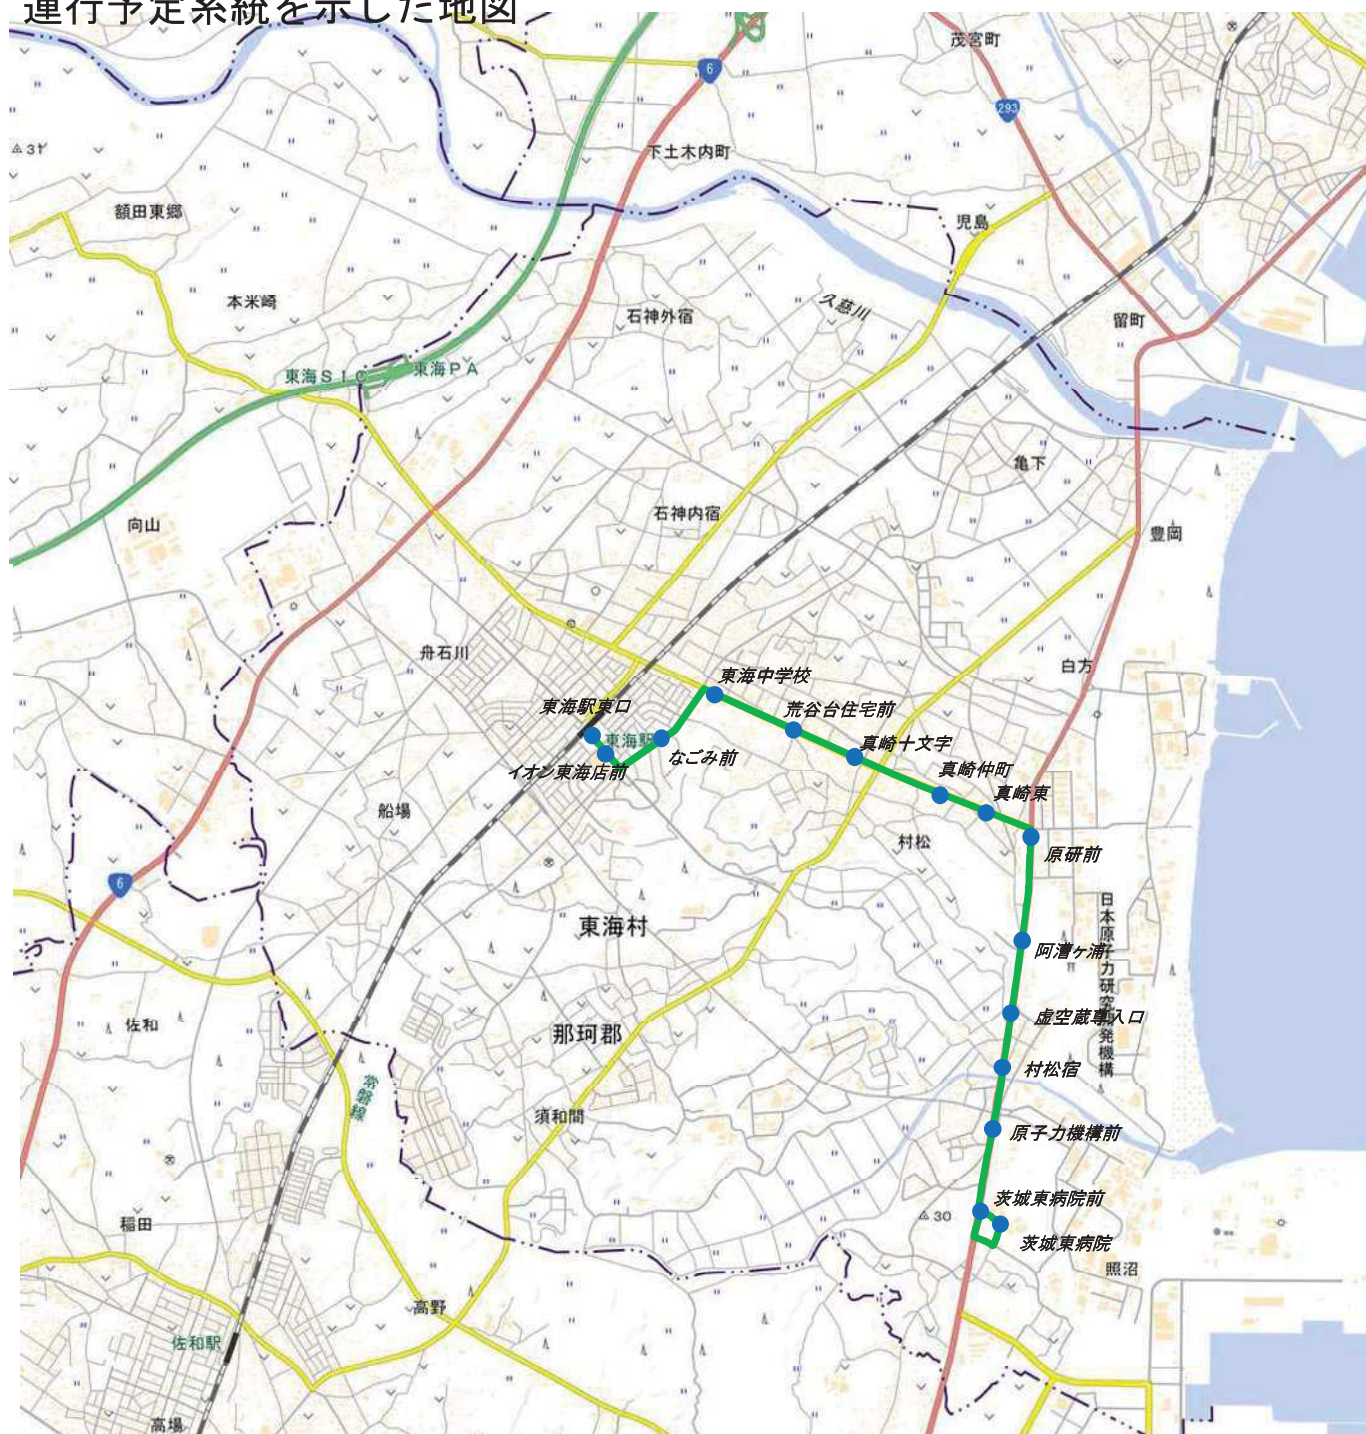 運行予定系統を示した地図
茂宮町
6
293
31
下土木内町
額田東郷
児島
本米崎
久慈川
石神外宿
留町
東海ＳＩＣ
東海ＰＡ
亀下
石神内宿
向山
豊岡
舟石川
白方
東海中学校
東海駅東口
荒谷台住宅前
東海駅
真崎十文字
なごみ前
イオン東海店前
真崎仲町
真崎東
船場
村松
原研前
6
東海村
日本原子力研究開発機構
阿漕ヶ浦
虚空蔵尊入口
佐和
那珂郡
村松宿
常磐線
須和間
原子力機構前
茨城東病院前
30
稲田
茨城東病院
照沼
高野
佐和駅
高場